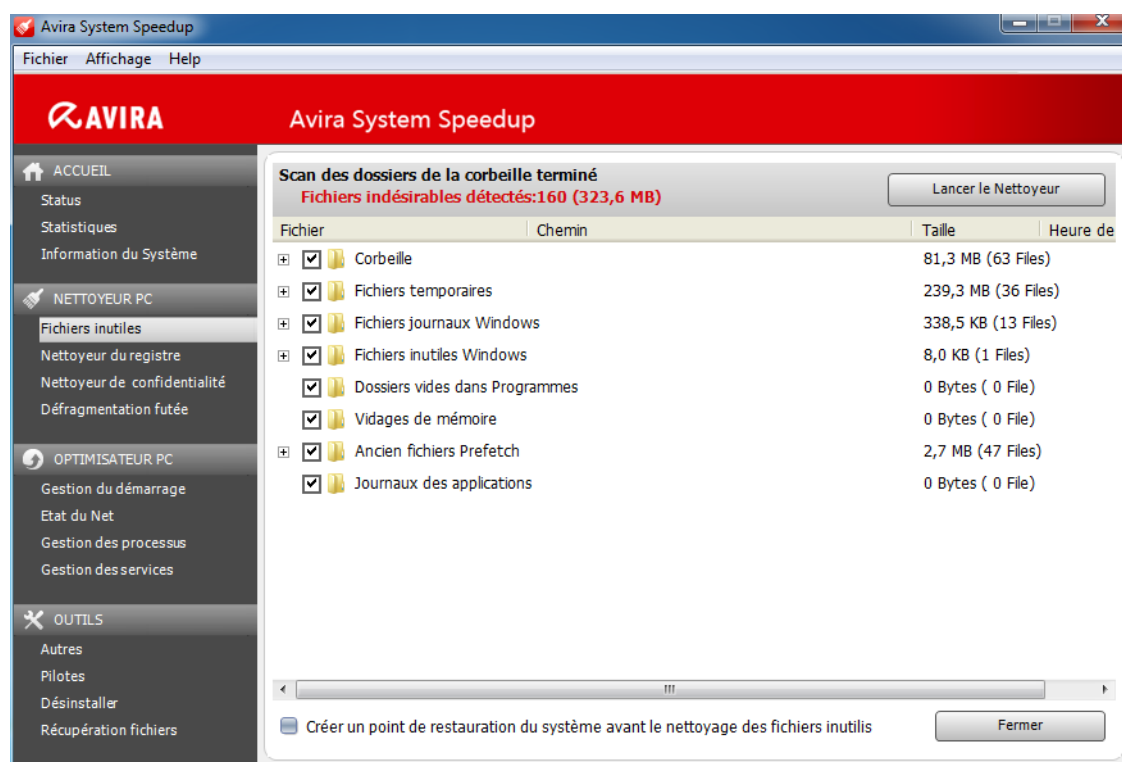 Avira System Speedup
Fichier Affichage Help
AVIRA
Avira System Speedup
ACCUEIL
Status
Statistiques
Information du Système
NETTOYEUR PC
Fichiers inutiles
Nettoyeur du registre
Nettoyeur de confidentialité
Défragmentation futée
OPTIMISATEUR PC
Gestion du démarrage
Etat du Net
Gestion des processus
Gestion des services
OUTILS
Autres
Pilotes
Désinstaller
Récupération fichiers
Scan des dossiers de la corbeille terminé
Fichiers indésirables détectés:160 (323,6 MB)
Lancer le Nettoyeur
Fichier Chemin Taille Heure de
Corbeille 81,3 MB (63 Files)
Fichiers temporaires 239,3 MB (36 Files)
Fichiers journaux Windows 338,5 KB (13 Files)
Fichiers inutiles Windows 8,0 KB (1 Files)
Dossiers vides dans Programmes 0 Bytes ( 0 File)
Vidages de mémoire 0 Bytes ( 0 File)
Ancien fichiers Prefetch 2,7 MB (47 Files)
Journaux des applications 0 Bytes ( 0 File)
Créer un point de restauration du système avant le nettoyage des fichiers inutilis
Fermer